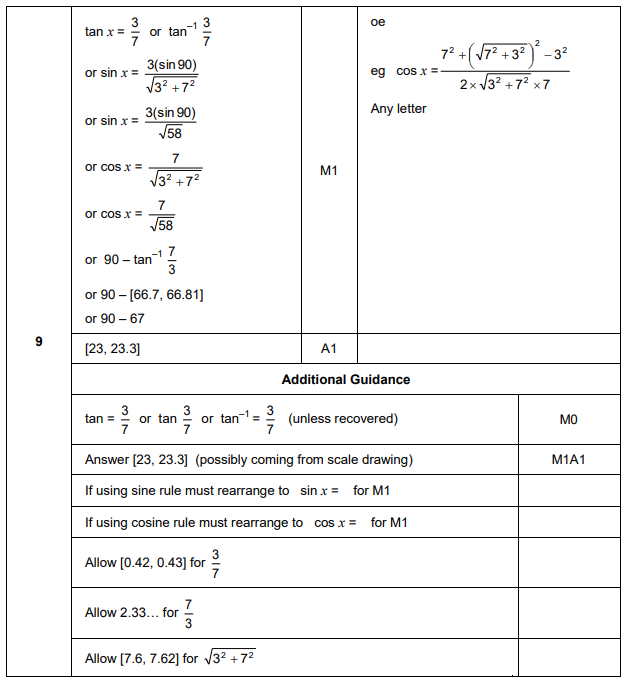 tan x = 3/7 or tan⁻¹ 3/7
or sin x = 3(sin 90)/√(3² + 7²)
or sin x = 3(sin 90)/√58
or cos x = 7/√(3² + 7²)
or cos x = 7/√58
or 90 – tan⁻¹ 7/3
or 90 – [66.7, 66.81]
or 90 – 67
M1
oe
eg cos x = (7² + (√(7² + 3²))² – 3²)/(2 × √(3² + 7²) × 7)
Any letter
9
[23, 23.3] A1
Additional Guidance
tan = 3/7 or tan 3/7 or tan⁻¹ = 3/7 (unless recovered) M0
Answer [23, 23.3] (possibly coming from scale drawing) M1A1
If using sine rule must rearrange to sin x = for M1
If using cosine rule must rearrange to cos x = for M1
Allow [0.42, 0.43] for 3/7
Allow 2.33… for 7/3
Allow [7.6, 7.62] for √(3² + 7²)